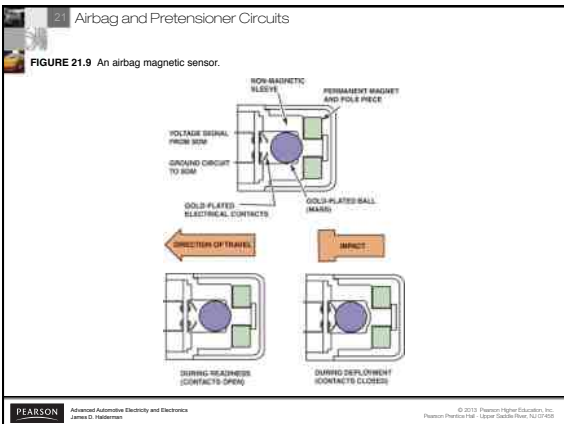 21 Airbag and Pretensioner Circuits
FIGURE 21.9 An airbag magnetic sensor.
NON-MAGNETIC
SLEEVE
PERMANENT MAGNET
AND POLE PIECE
VOLTAGE SIGNAL
FROM SDM
GROUND CIRCUIT
TO SDM
GOLD-PLATED
ELECTRICAL CONTACTS
GOLD-PLATED BALL
(MASS)
DIRECTION OF TRAVEL
IMPACT
DURING READINESS
(CONTACTS OPEN)
DURING DEPLOYMENT
(CONTACTS CLOSED)
PEARSON
Advanced Automotive Electricity and Electronics
James D. Halderman
© 2013 Pearson Higher Education, Inc.
Pearson Prentice Hall - Upper Saddle River, NJ 07458